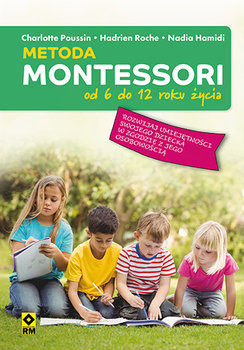 Charlotte Poussin • Hadrien Roche • Nadia Hamidi
METODA
MONTESSORI
od 6 do 12 roku życia
ROZWIJAJ UMIEJĘTNOŚCI
SWOJEGO DZIECKA
W ZGODZIE Z JEGO
OSOBOWOŚCIĄ
RM